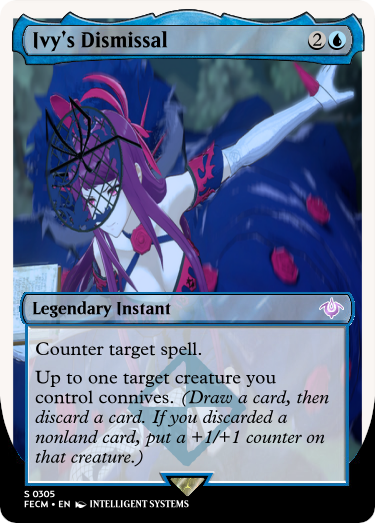 Ivy's Dismissal 2
Legendary Instant
Counter target spell.
Up to one target creature you
control connives. (Draw a card, then
discard a card. If you discarded a
nonland card, put a +1/+1 counter on
that creature.)
S 0305
FECM • EN INTELLIGENT SYSTEMS